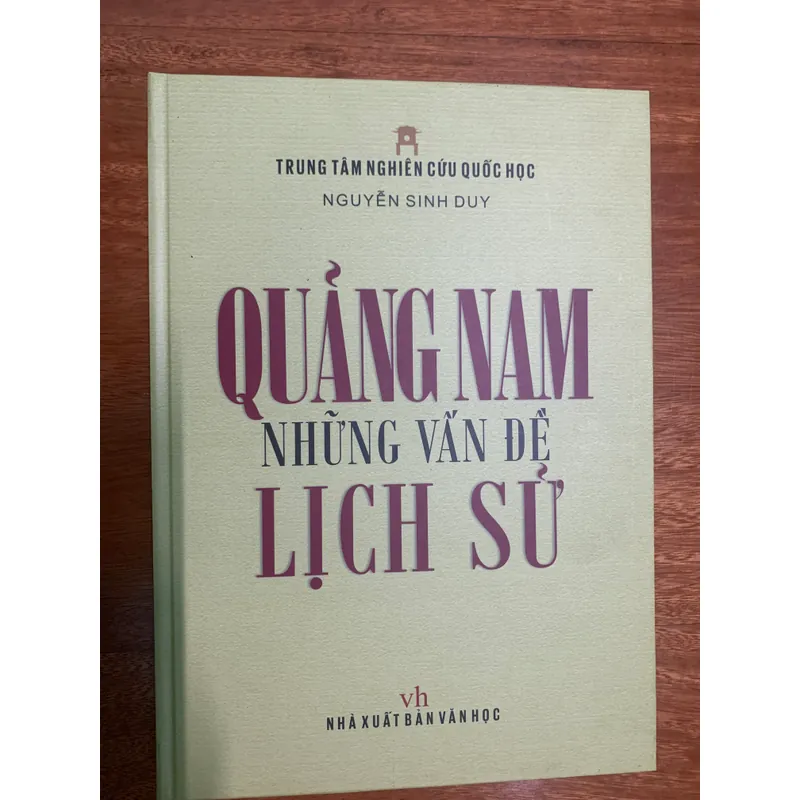 TRUNG TÂM NGHIÊN CỨU QUỐC HỌC
NGUYỄN SINH DUY
QUẢNG NAM
NHỮNG VẤN ĐỀ
LỊCH SỬ
vh
NHÀ XUẤT BẢN VĂN HỌC